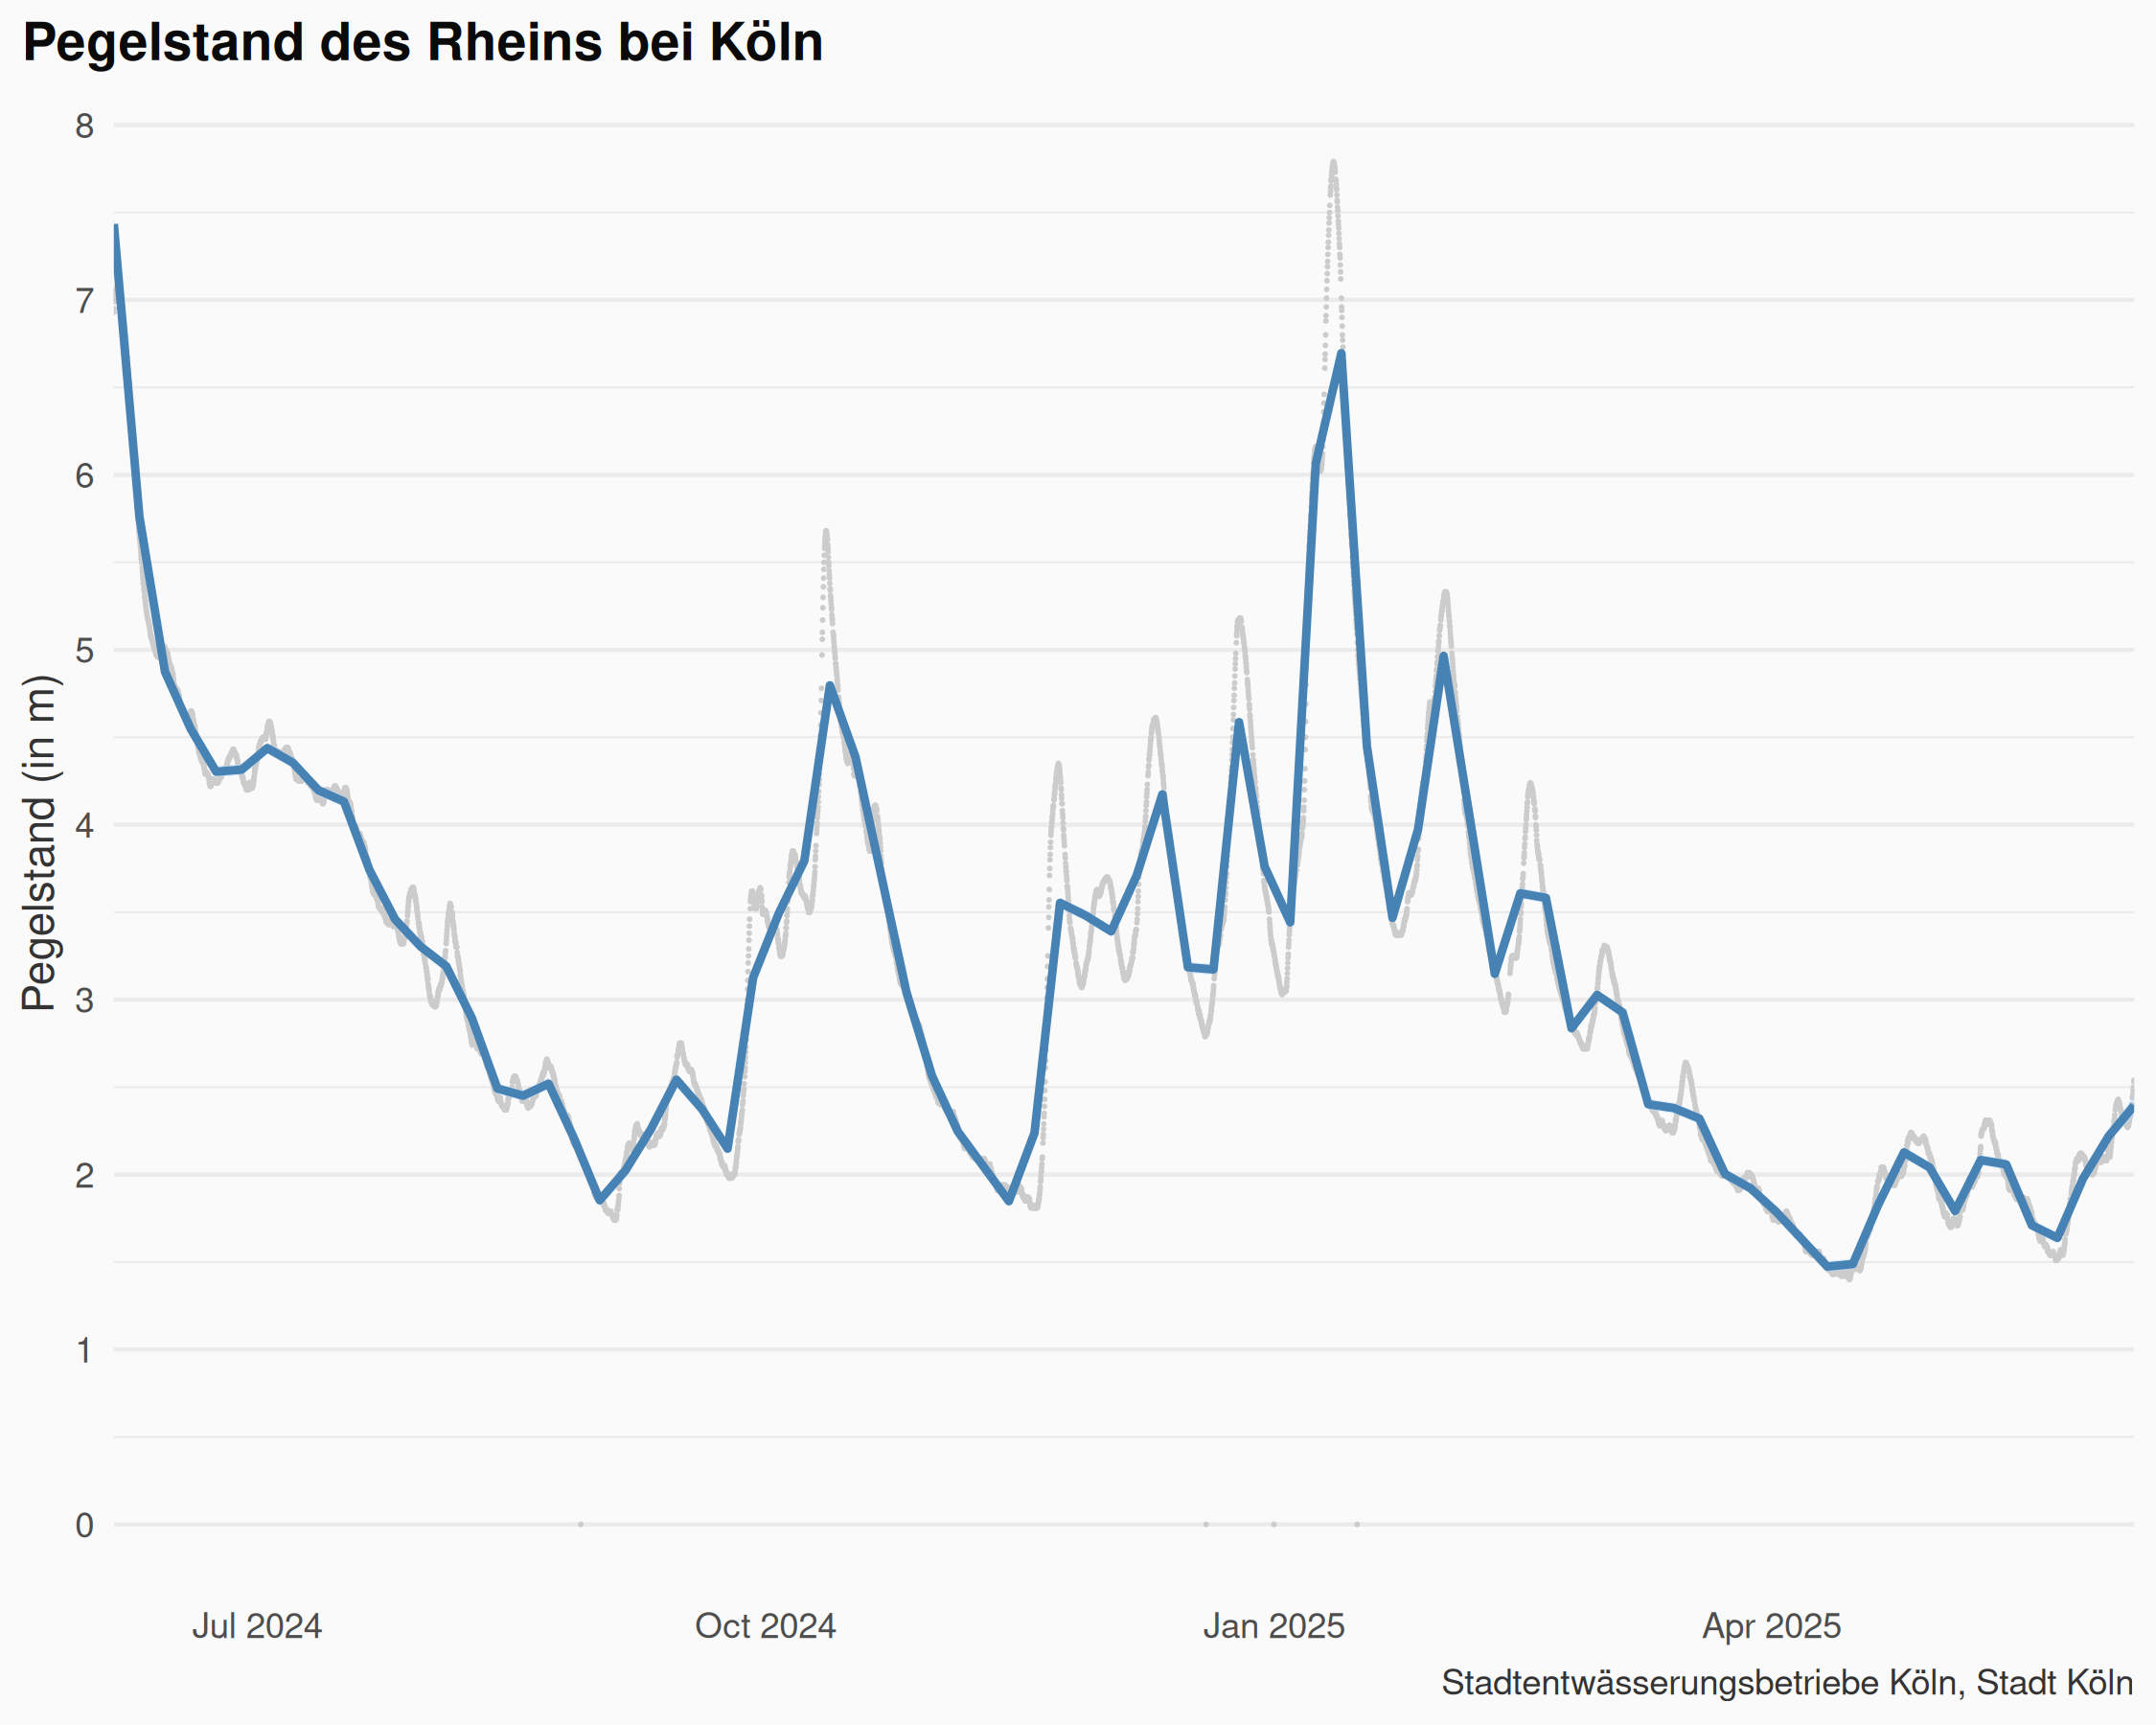 Pegelstand des Rheins bei Köln
8
7
6
5
4
3
2
1
0
Pegelstand (in m)
Jul 2024 Oct 2024 Jan 2025 Apr 2025
Stadtentwässerungsbetriebe Köln, Stadt Köln